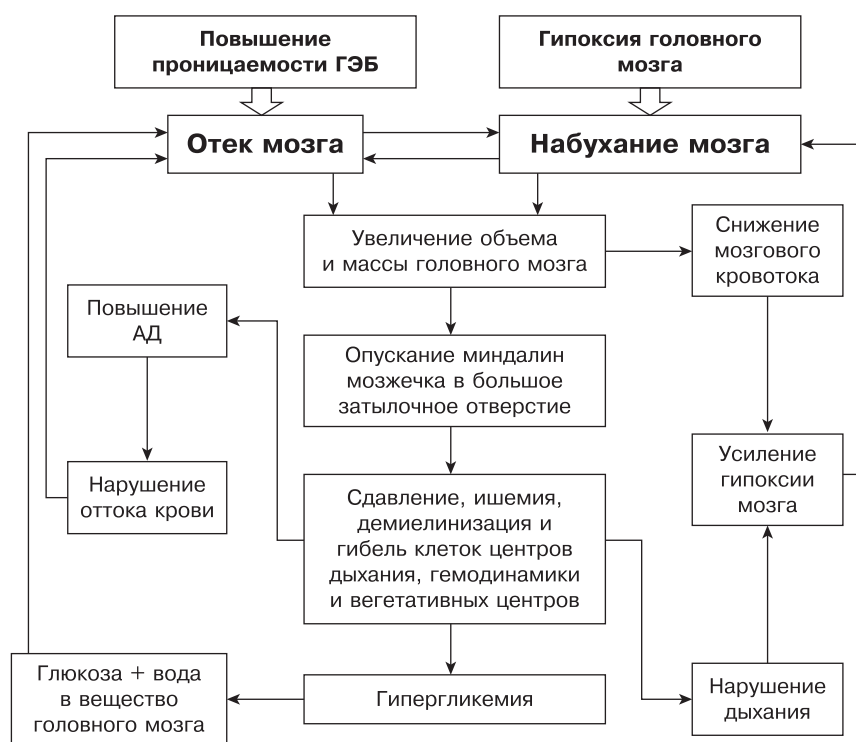 Повышение
проницаемости ГЭБ
Гипоксия головного
мозга
Отек мозга
Набухание мозга
Увеличение объема
и массы головного мозга
Снижение
мозгового
кровотока
Повышение
АД
Опускание миндалин
мозжечка в большое
затылочное отверстие
Нарушение
оттока крови
Сдавление, ишемия,
демиелинизация и
гибель клеток центров
дыхания, гемодинамики
и вегетативных центров
Усиление
гипоксии
мозга
Глюкоза + вода
в вещество
головного мозга
Гипергликемия
Нарушение
дыхания